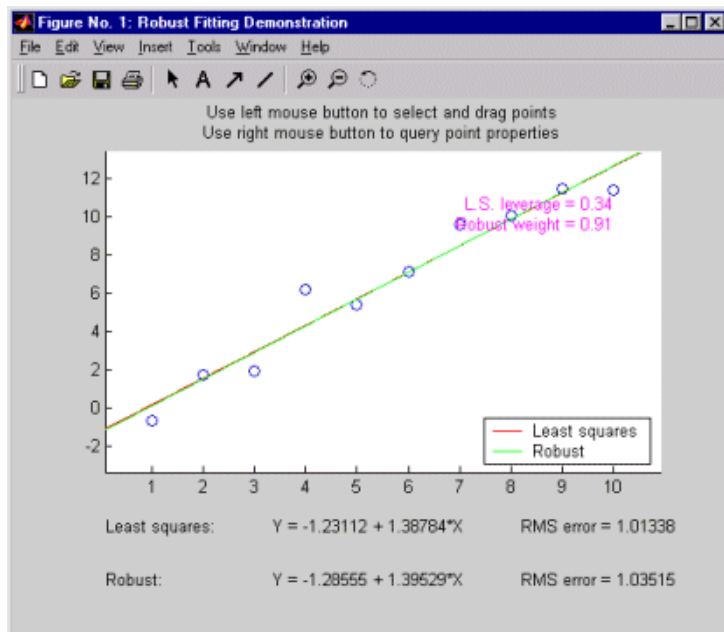 Figure No. 1: Robust Fitting Demonstration
File Edit View Insert Tools Window Help
Use left mouse button to select and drag points
Use right mouse button to query point properties
12
10
8
6
4
2
0
-2
L.S. leverage = 0.34
Robust weight = 0.91
Least squares
Robust
1 2 3 4 5 6 7 8 9 10
Least squares: Y = -1.23112 + 1.38784*X RMS error = 1.01338
Robust: Y = -1.28555 + 1.39529*X RMS error = 1.03515